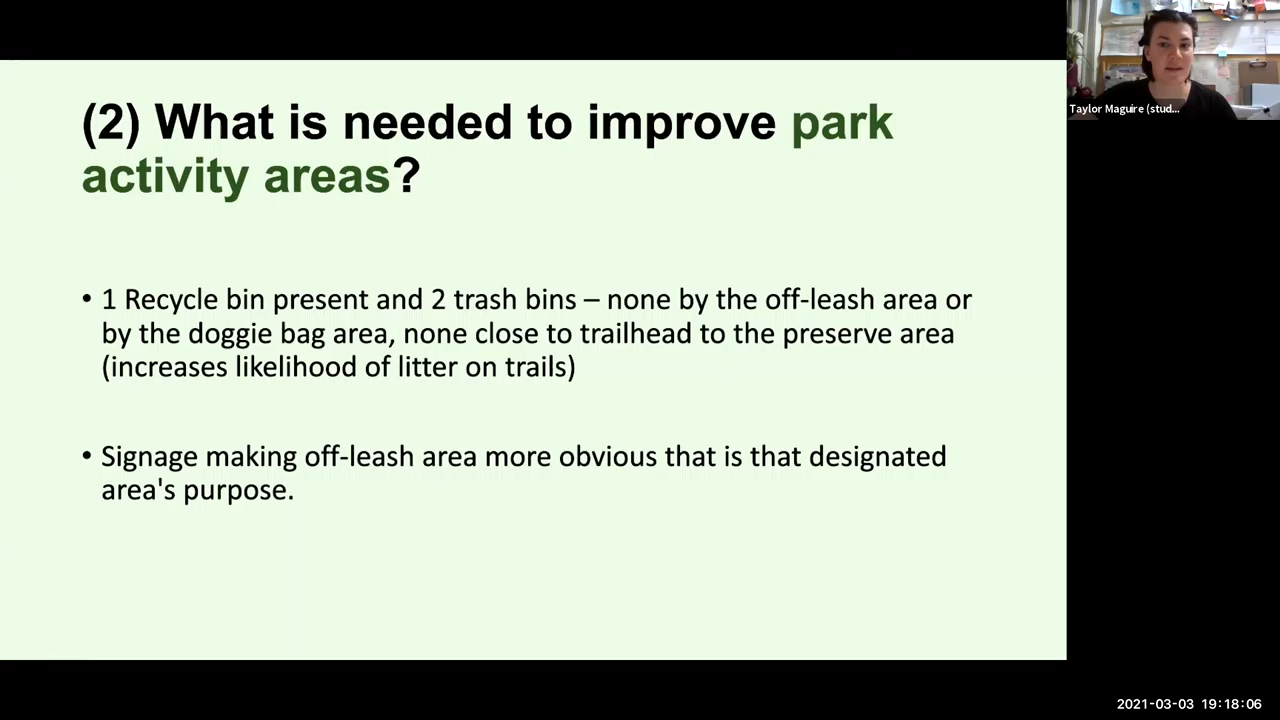 (2) What is needed to improve park
activity areas?
• 1 Recycle bin present and 2 trash bins – none by the off-leash area or
by the doggie bag area, none close to trailhead to the preserve area
(increases likelihood of litter on trails)
• Signage making off-leash area more obvious that is that designated
area's purpose.
Taylor Maguire (stud...
2021-03-03 19:18:06